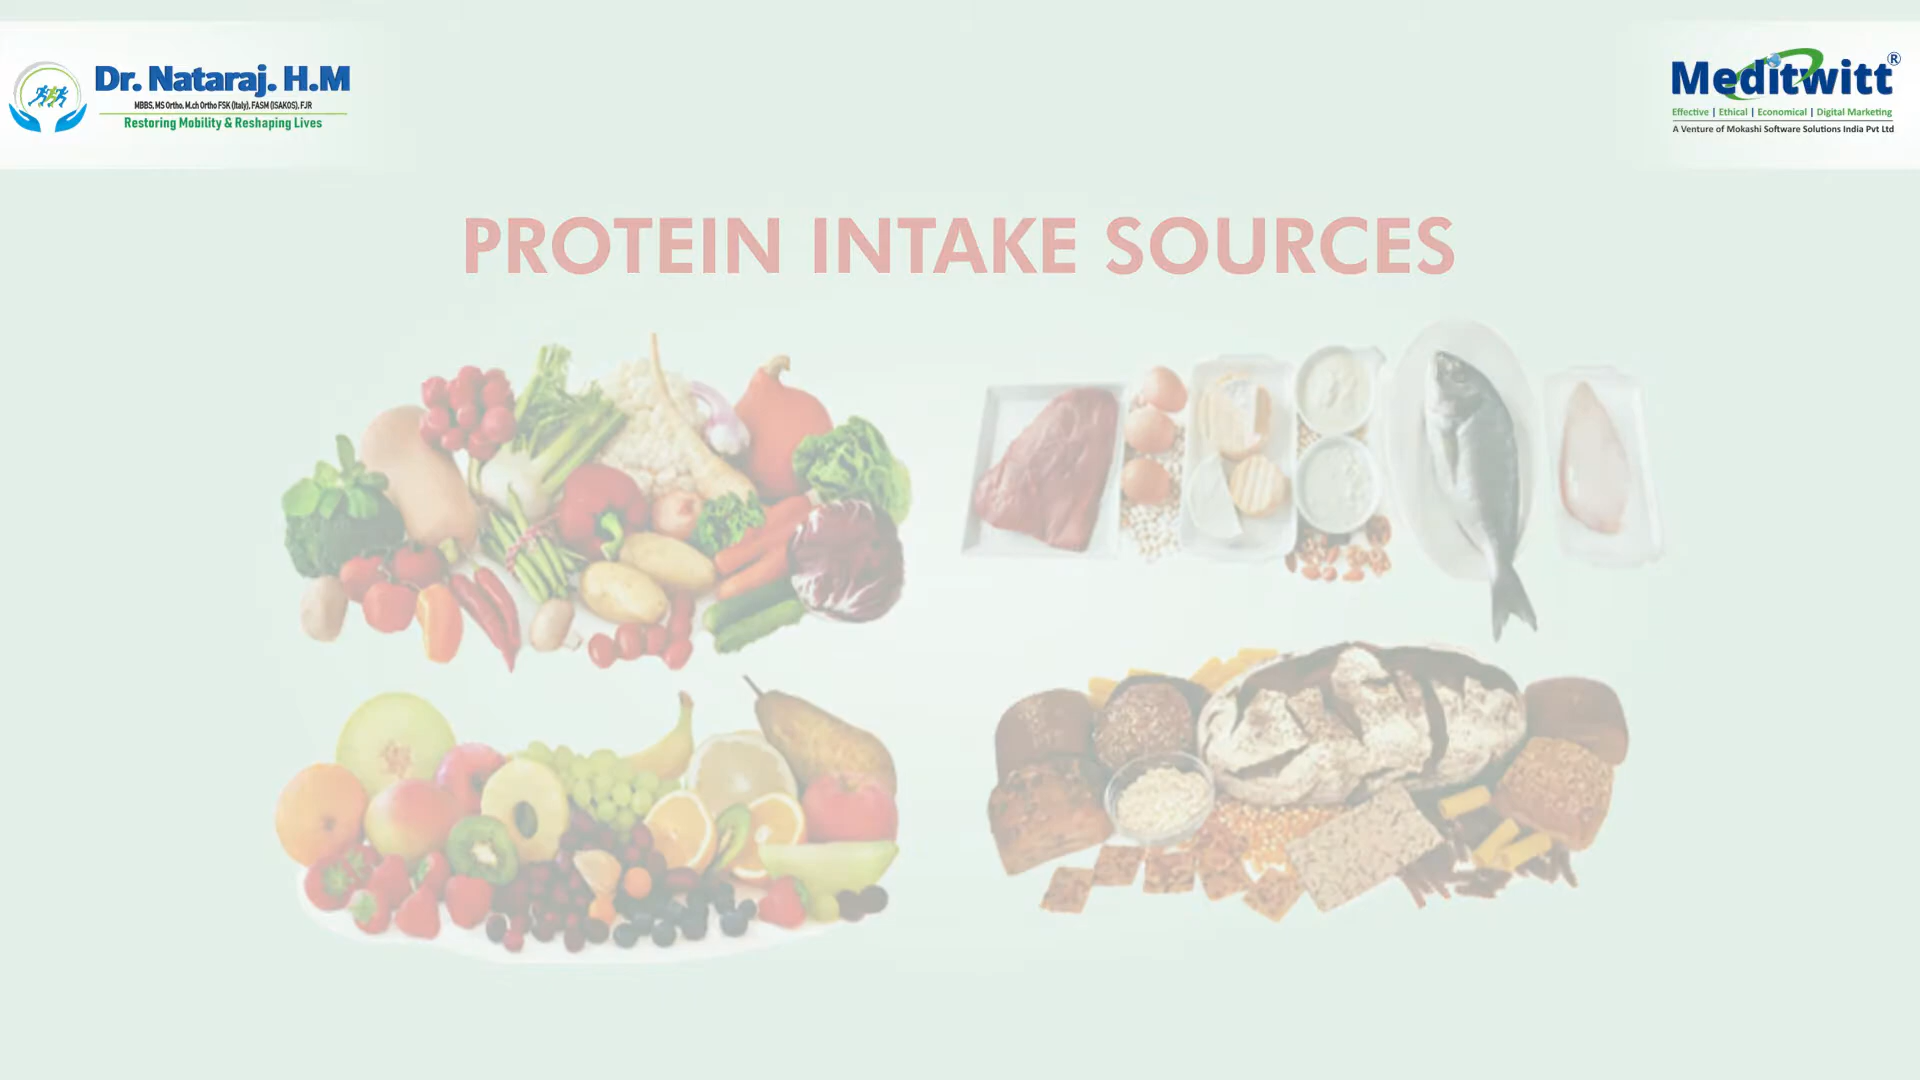 Dr. Nataraj. H.M
MBBS, MS Ortho, M.ch Ortho FSK (Italy), FASM (ISAKOS), FJR
Restoring Mobility & Reshaping Lives
Meditwitt®
Effective | Ethical | Economical | Digital Marketing
A Venture of Mokashi Software Solutions India Pvt Ltd
PROTEIN INTAKE SOURCES